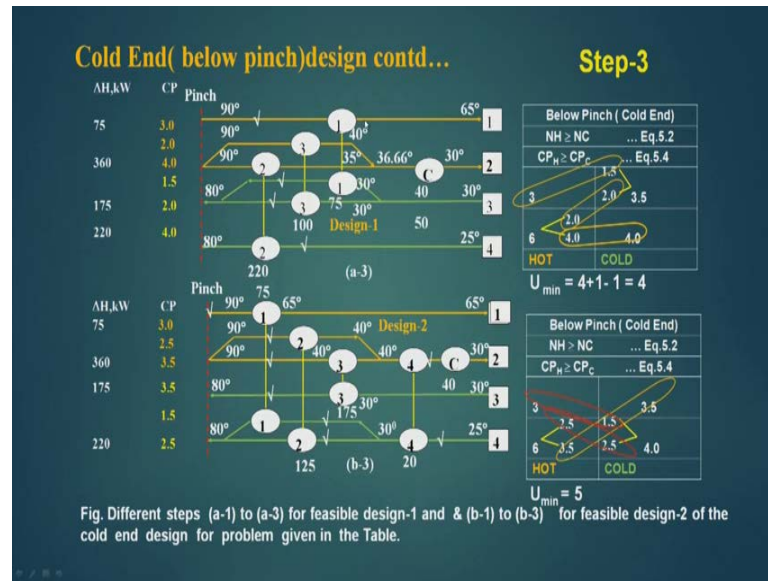 Cold End( below pinch)design contd…
Step-3
ΛH,kW CP Pinch
90° 65° 1
75 3.0
2.0 90° 3 40°
360 4.0 90° 2 35° 36.66° C 30° 2
1.5 1 30° 40 30°
175 2.0 80° 3 75 30° 3
100 Design-1 50
220 4.0 80° 2 25° 4
220 (a-3)
Below Pinch ( Cold End)
NH ≥ NC … Eq.5.2
CPH ≥ CPC … Eq.5.4
1.5
3 2.0 3.5
2.0
6 4.0 4.0
HOT COLD
Umin = 4+1- 1 = 4
Pinch 75
ΛH,kW CP 90° 1 65° 65° 1
75 3.0
2.5 90° 2 40° Design-2
360 3.5 90° 40° 3 40° 4 C 30° 2
175 3.5 80° 3 40 30° 3
1.5 1 175 30°
220 2.5 80° 2 30⁰ 4 25° 4
125 (b-3) 20
Below Pinch ( Cold End)
NH ≥ NC … Eq.5.2
CPH ≥ CPC … Eq.5.4
3 3.5
2.5 1.5
6 3.5 2.5 4.0
HOT COLD
Umin = 5
Fig. Different steps (a-1) to (a-3) for feasible design-1 and & (b-1) to (b-3) for feasible design-2 of the
cold end design for problem given in the Table.